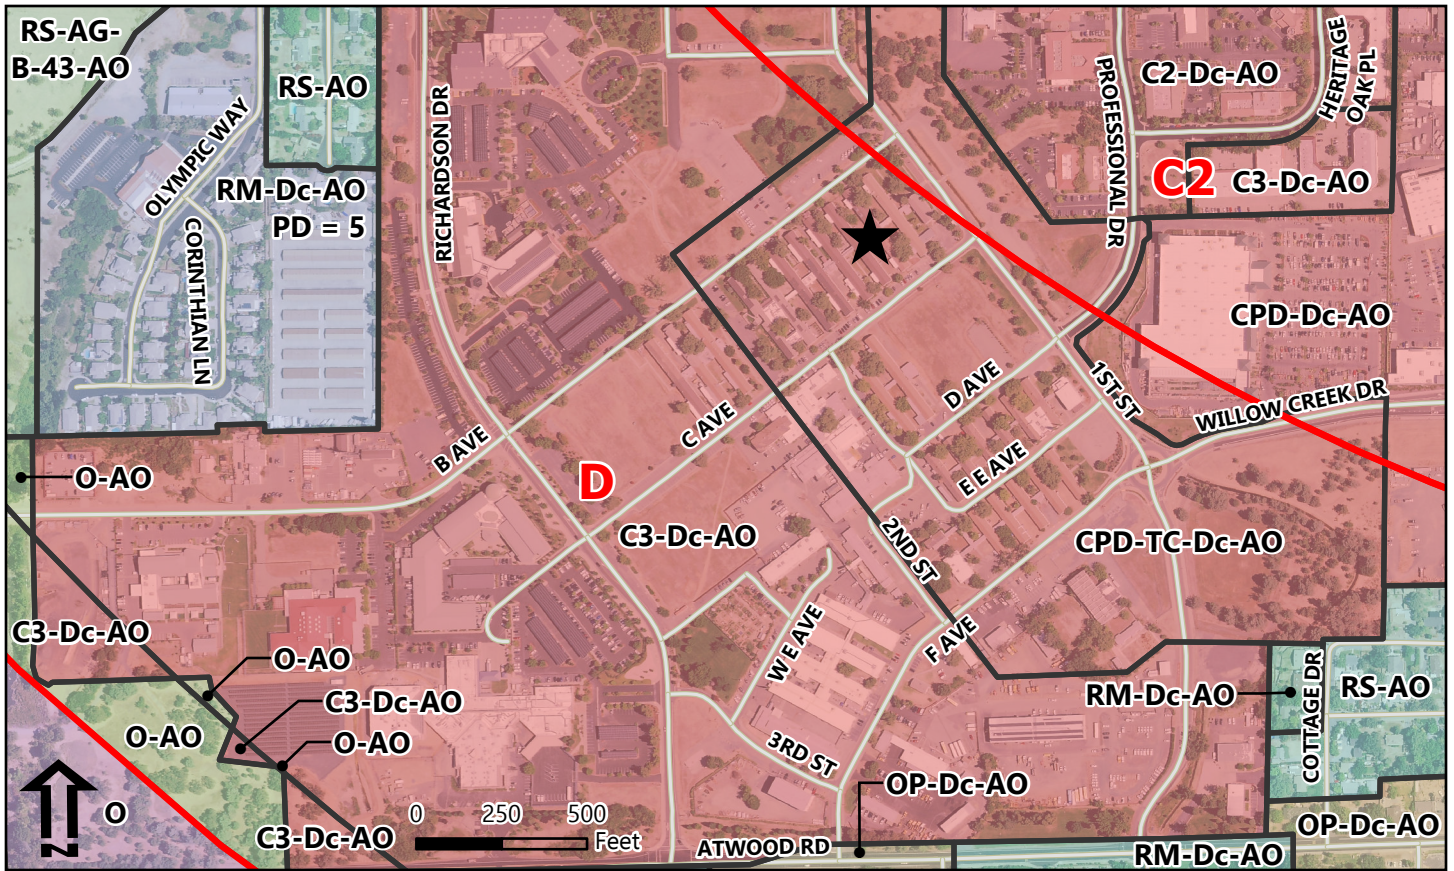 RS-AG-
B-43-AO
RS-AO
RICHARDSON DR
PROFESSIONAL DR
C2-Dc-AO
HERITAGE
OAK PL
OLYMPIC WAY
RM-Dc-AO
PD = 5
C2
C3-Dc-AO
CORINTHIAN LN
CPD-Dc-AO
1ST ST
D AVE
WILLOW CREEK DR
C AVE
B AVE
E E AVE
O-AO
D
C3-Dc-AO
2ND ST
CPD-TC-Dc-AO
C3-Dc-AO
W E AVE
F AVE
O-AO
C3-Dc-AO
RM-Dc-AO
COTTAGE DR
RS-AO
O-AO
O-AO
3RD ST
OP-Dc-AO
N
O
0 250 500
Feet
C3-Dc-AO
ATWOOD RD
OP-Dc-AO
RM-Dc-AO